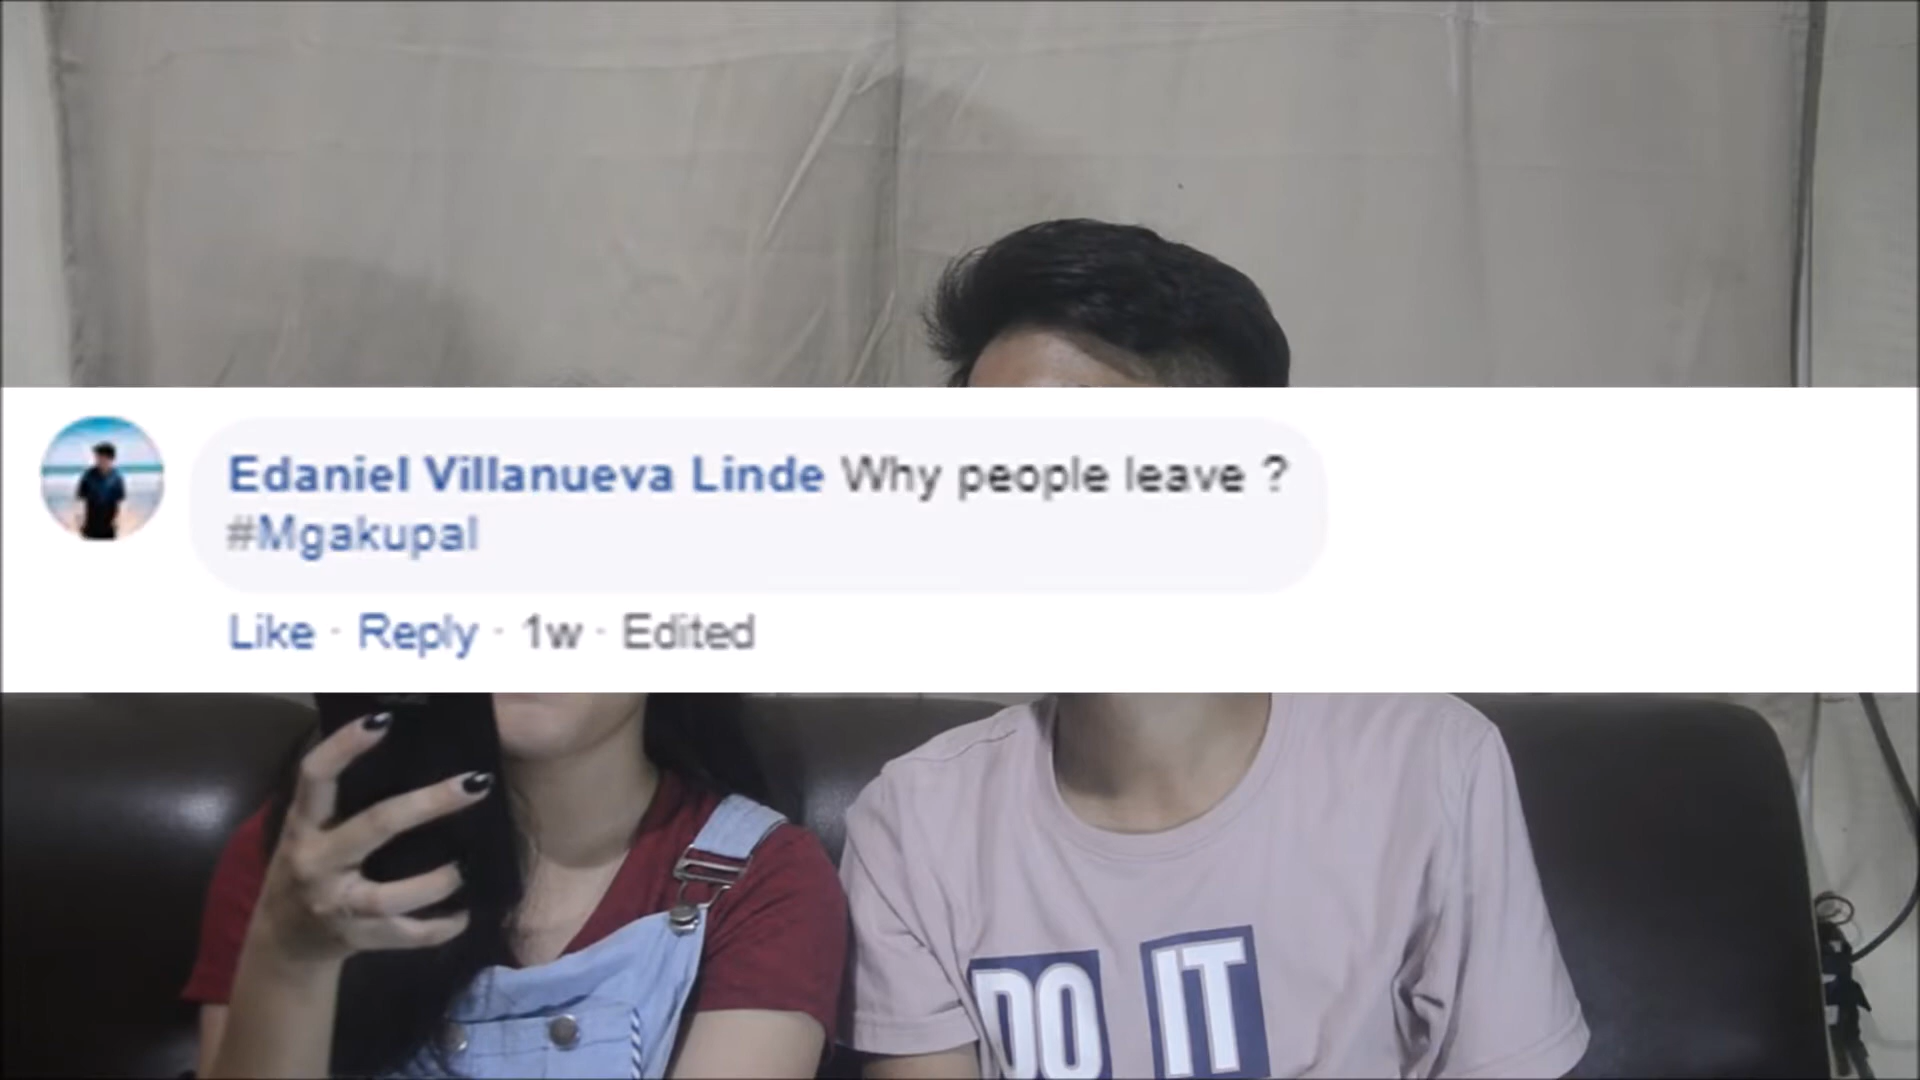 Edaniel Villanueva Linde Why people leave ?
#Mgakupal
Like · Reply · 1w · Edited
DO IT